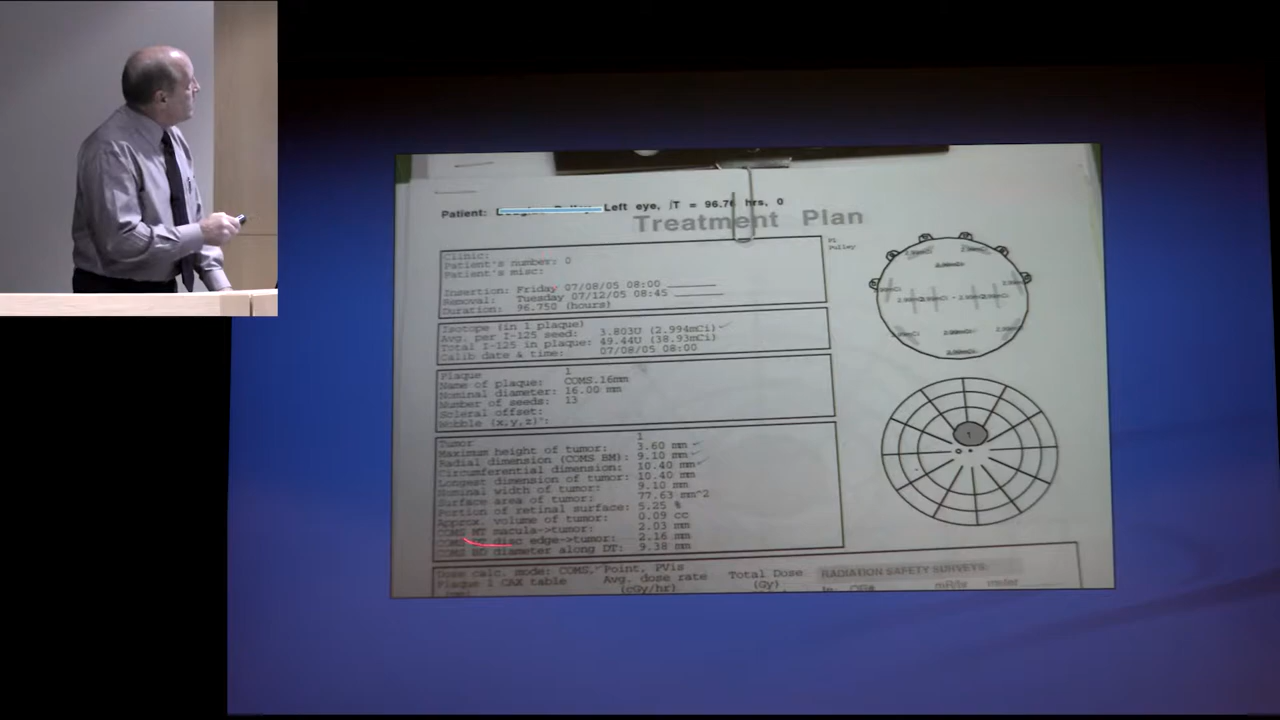 Patient: Left eye, /T = 96.76 hrs, 0
Treatment Plan
Clinic:
Patient's number: 0
Patient's misc:
Insertion: Friday 07/08/05 08:00
Removal: Tuesday 07/12/05 08:45
Duration: 96.750 (hours)
Isotope (in 1 plaque)
Avg. per I-125 seed: 3.803U (2.994mCi)
Total I-125 in plaque: 49.44U (38.93mCi)
Calib date & time: 07/08/05 08:00
Plaque 1
Name of plaque: COMS.16mm
Nominal diameter: 16.00 mm
Number of seeds: 13
Scleral offset:
Wobble (x,y,z)":
Tumor 1
Maximum height of tumor: 3.60 mm
Radial dimension (COMS BM): 9.10 mm
Circumferential dimension: 10.40 mm
Longest dimension of tumor: 10.40 mm
Nominal width of tumor: 9.10 mm
Surface area of tumor: 77.63 mm^2
Portion of retinal surface: 5.25 %
Approx. volume of tumor: 0.09 cc
COMS MT macula->tumor: 2.03 mm
COMS disc edge->tumor: 2.16 mm
COMS diameter along DT: 9.38 mm
Dose calc. mode: COMS, Point, PVis
Plaque 1 CAX table Avg. dose rate Total Dose
(cGy/hr) (Gy)
RADIATION SAFETY SURVEYS:
mR/hr meter
1